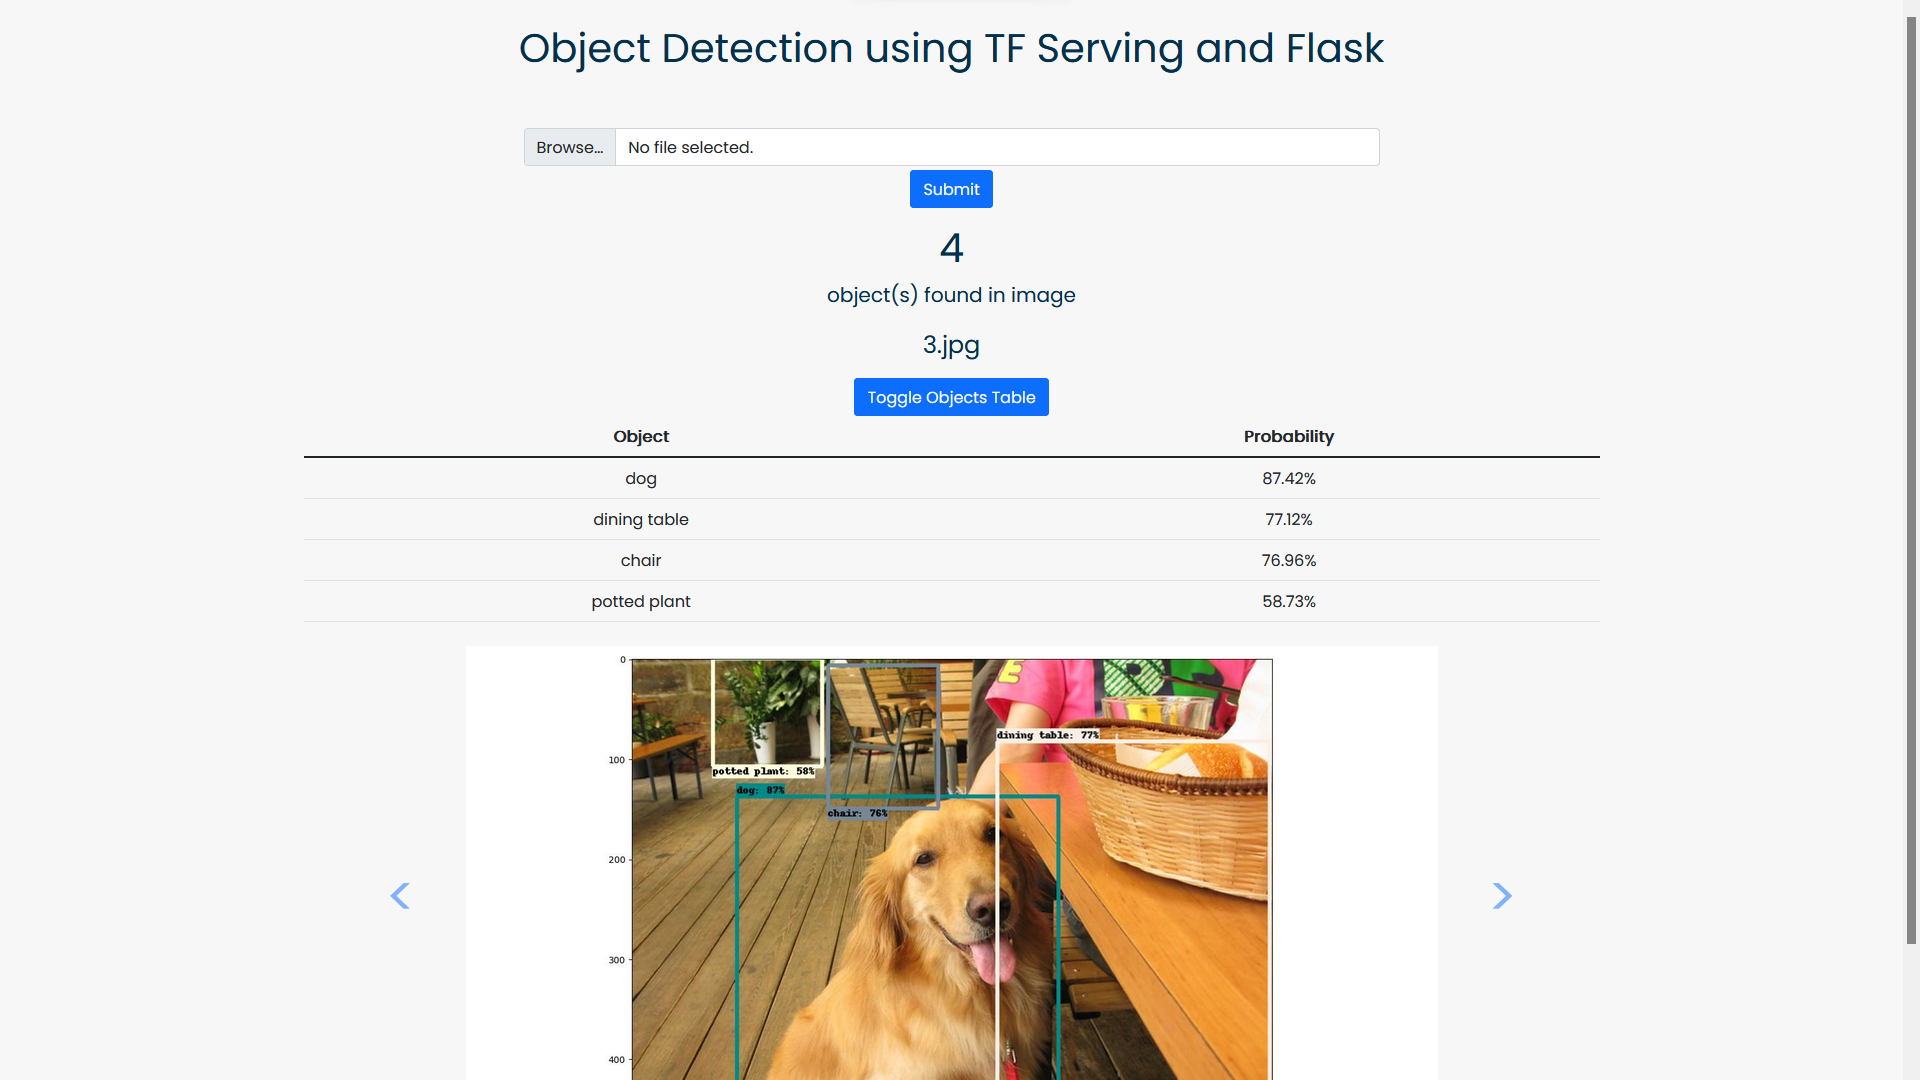 Object Detection using TF Serving and Flask
Browse... No file selected.
Submit
4
object(s) found in image
3.jpg
Toggle Objects Table
Object Probability
dog 87.42%
dining table 77.12%
chair 76.96%
potted plant 58.73%
0
E
dining table: 77%
100
potted plant: 58%
dog: 87%
chair: 76%
200
300
400